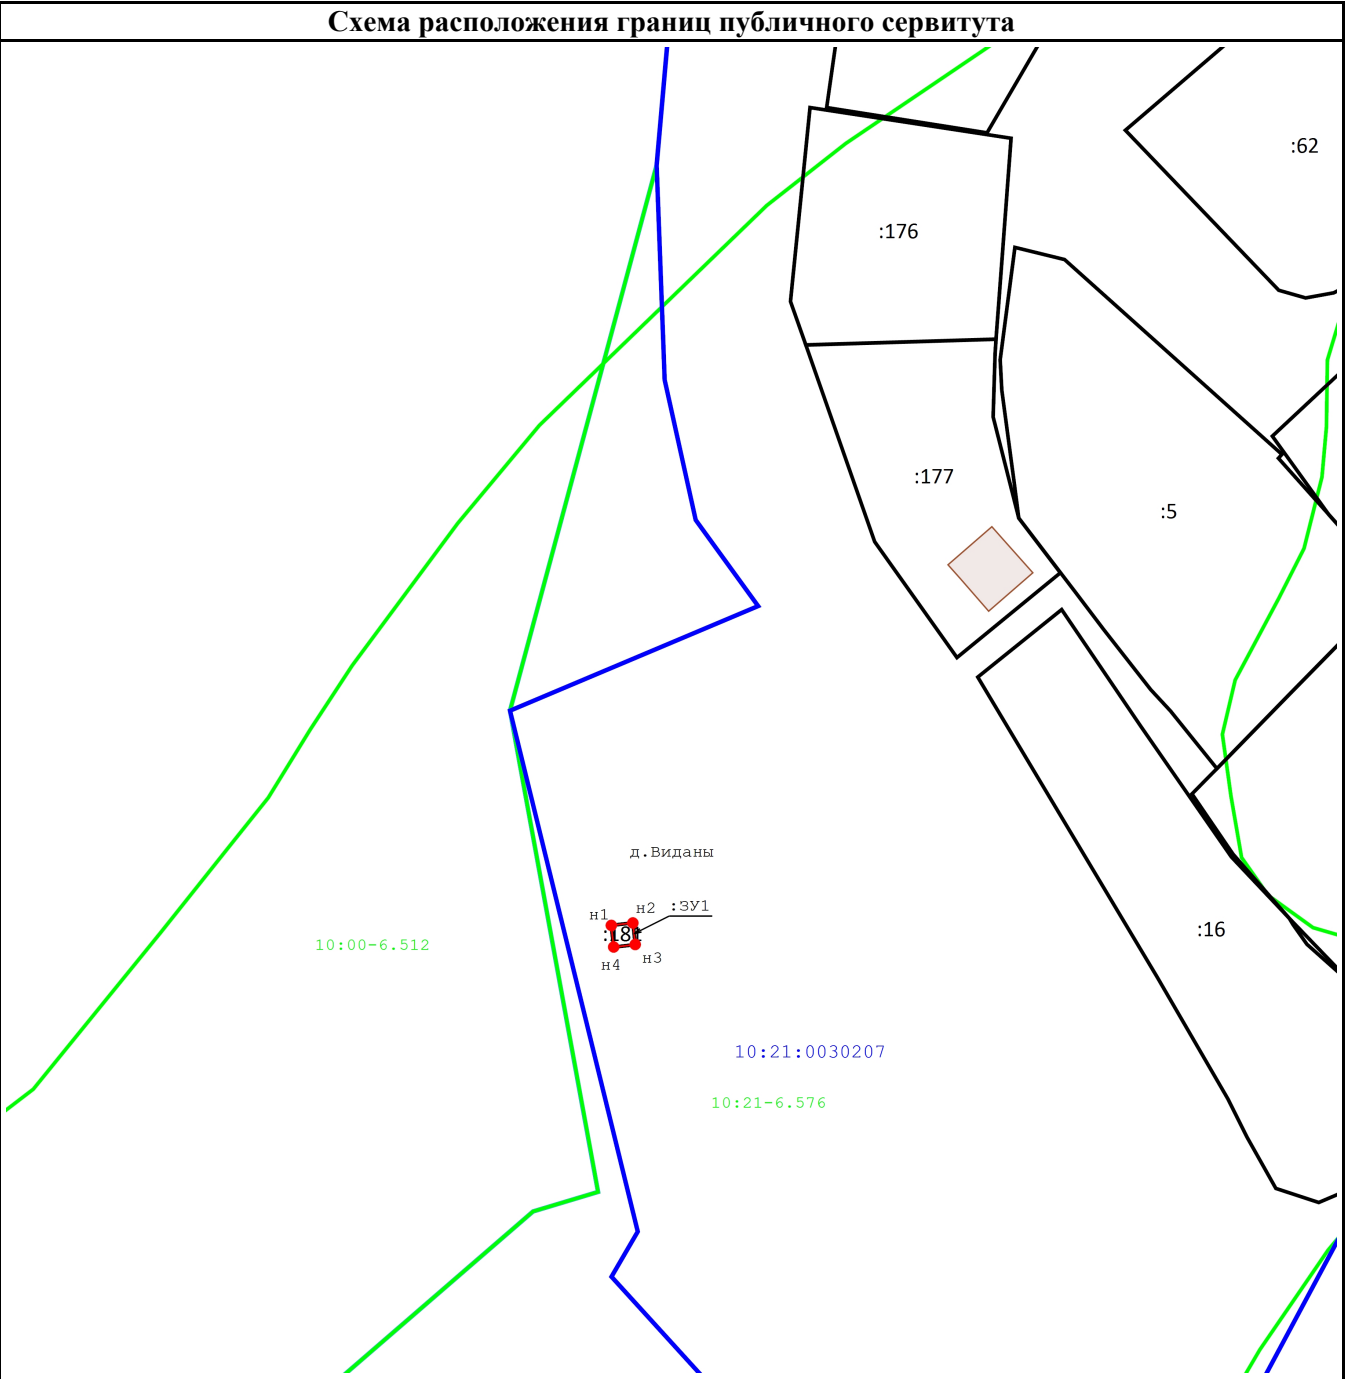 Схема расположения границ публичного сервитута
:62
:176
:177
:5
д.Виданы
н1
н2
:ЗУ1
н4
н3
:16
10:00-6.512
10:21:0030207
10:21-6.576